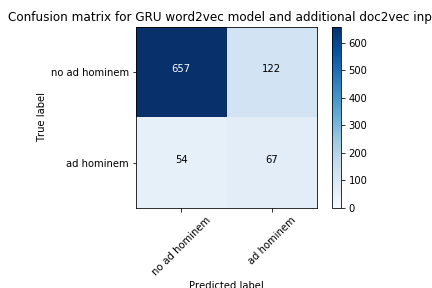 Confusion matrix for GRU word2vec model and additional doc2vec inp
no ad hominem
ad hominem
True label
657
122
54
67
no ad hominem
ad hominem
Predicted label
600
500
400
300
200
100
0